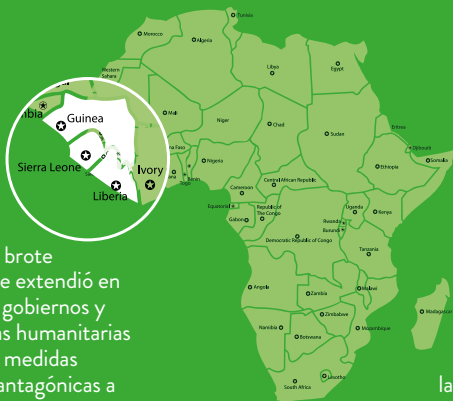 Tunisia
Morocco
Algeria
Western
Sahara
Libya
Egypt
Mali
Niger
Chad
Sudan
Eritrea
Djibouti
Somalia
Ethiopia
Nigeria
Benin
Togo
Cameroon
Central African Republic
Equatorial
Gabon
Republic of
The Congo
Democratic Republic of Congo
Uganda
Kenya
Rwanda
Burundi
Tanzania
Angola
Zambia
Malawi
Mozambique
Zimbabwe
Madagascar
Namibia
Botswana
South Africa
Lesotho
Guinea
Sierra Leone
Liberia
Ivory
brote
e extendió en
gobiernos y
as humanitarias
medidas
antagónicas a
la